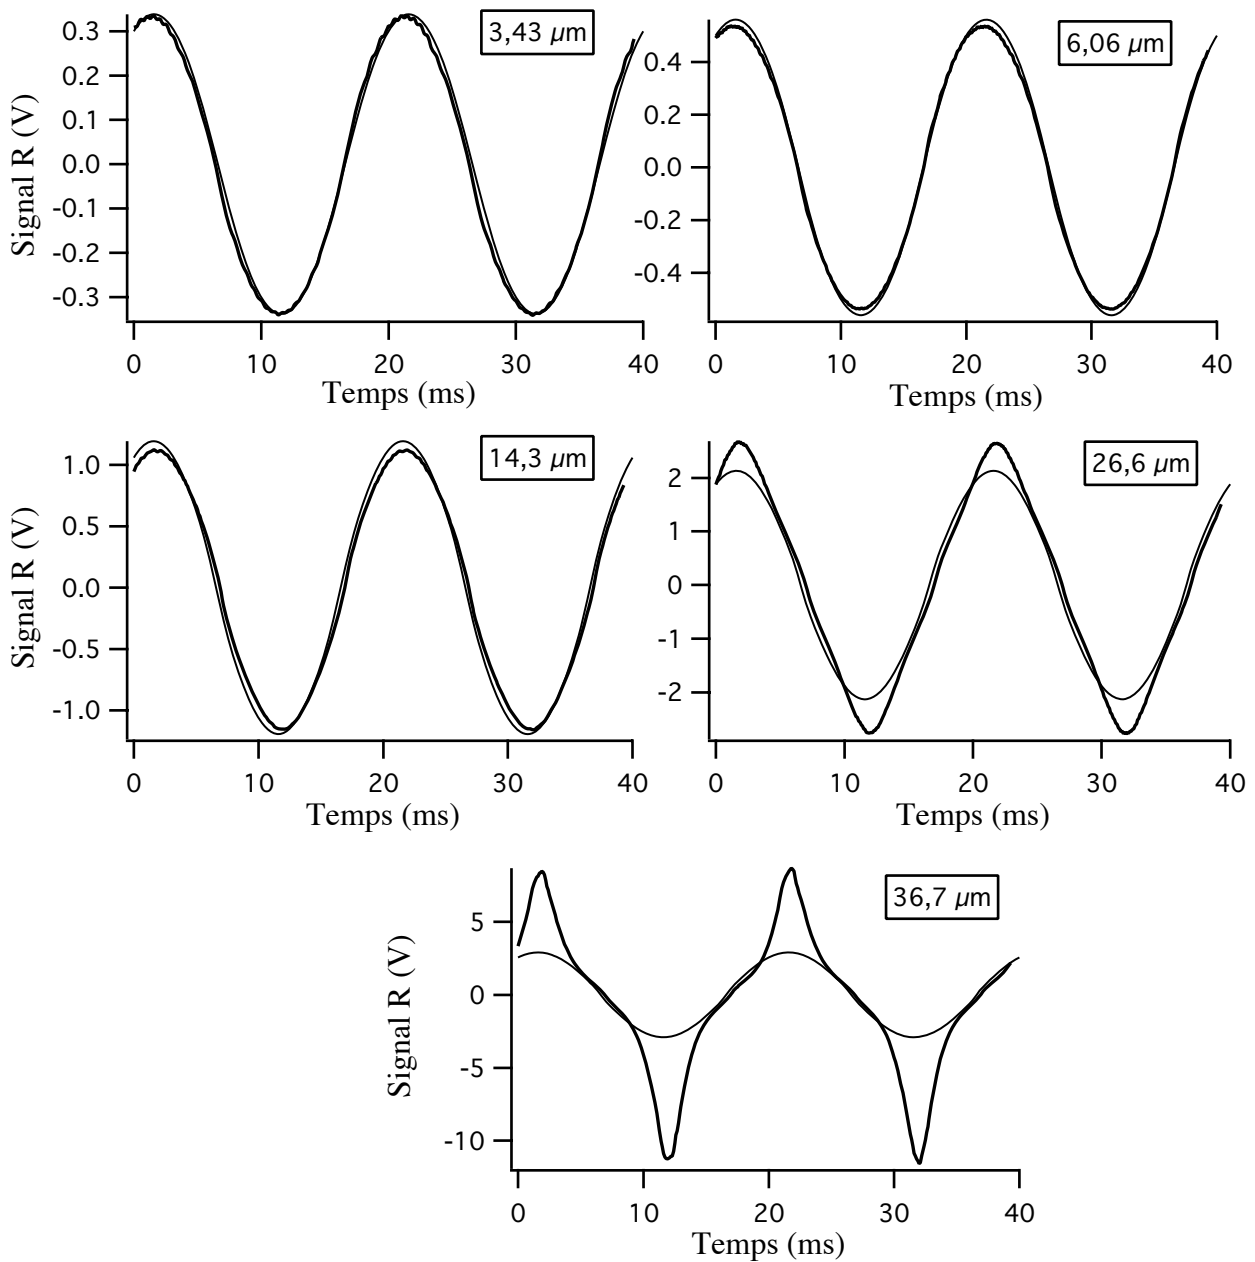 3,43 µm
Signal R (V)
0.3
0.2
0.1
0.0
-0.1
-0.2
-0.3
0 10 20 30 40
Temps (ms)
6,06 µm
0.4
0.2
0.0
-0.2
-0.4
0 10 20 30 40
Temps (ms)
14,3 µm
Signal R (V)
1.0
0.5
0.0
-0.5
-1.0
0 10 20 30 40
Temps (ms)
26,6 µm
2
1
0
-1
-2
0 10 20 30 40
Temps (ms)
36,7 µm
Signal R (V)
5
0
-5
-10
0 10 20 30 40
Temps (ms)